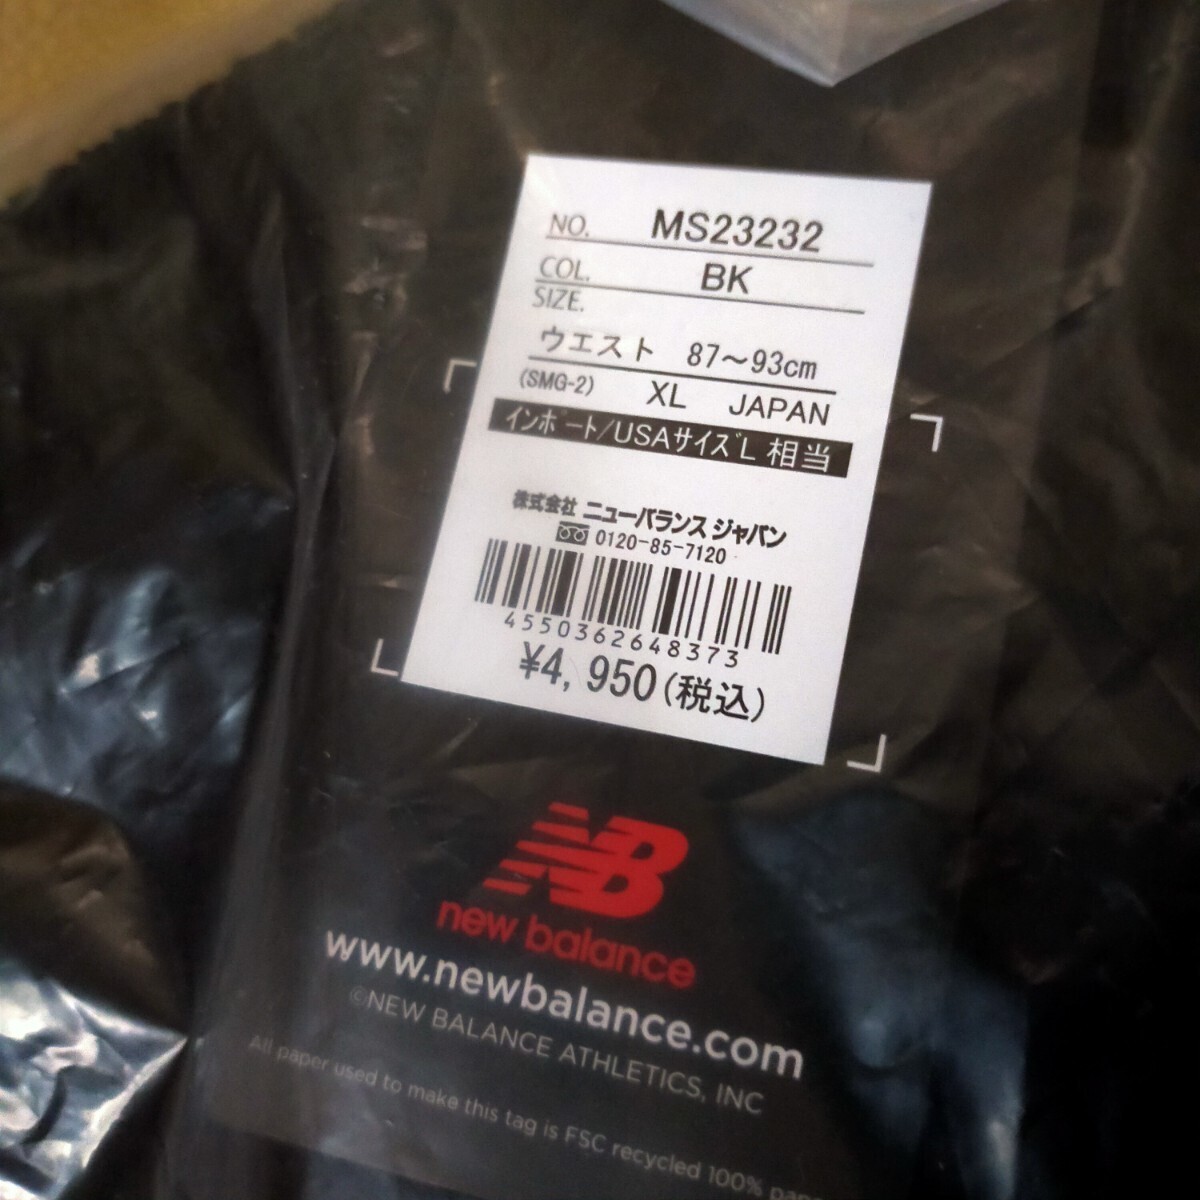 NO. MS23232
COL. BK
SIZE.
ウエスト 87～93cm
(SMG-2) XL JAPAN
インポート/USAサイズL 相当
株式会社 ニューバランス ジャパン
0120-85-7120
4550362648373
¥4,950(税込)
NB
new balance
www.newbalance.com
©NEW BALANCE ATHLETICS, INC
All paper used to make this tag is FSC recycled 100%